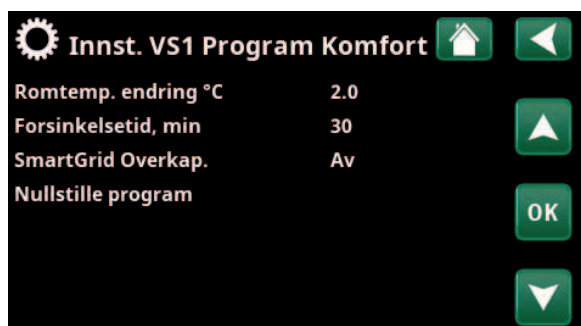 Innst. VS1 Program Komfort
Romtemp. endring °C 2.0
Forsinkelsetid, min 30
SmartGrid Overkap. Av
Nullstille program
OK